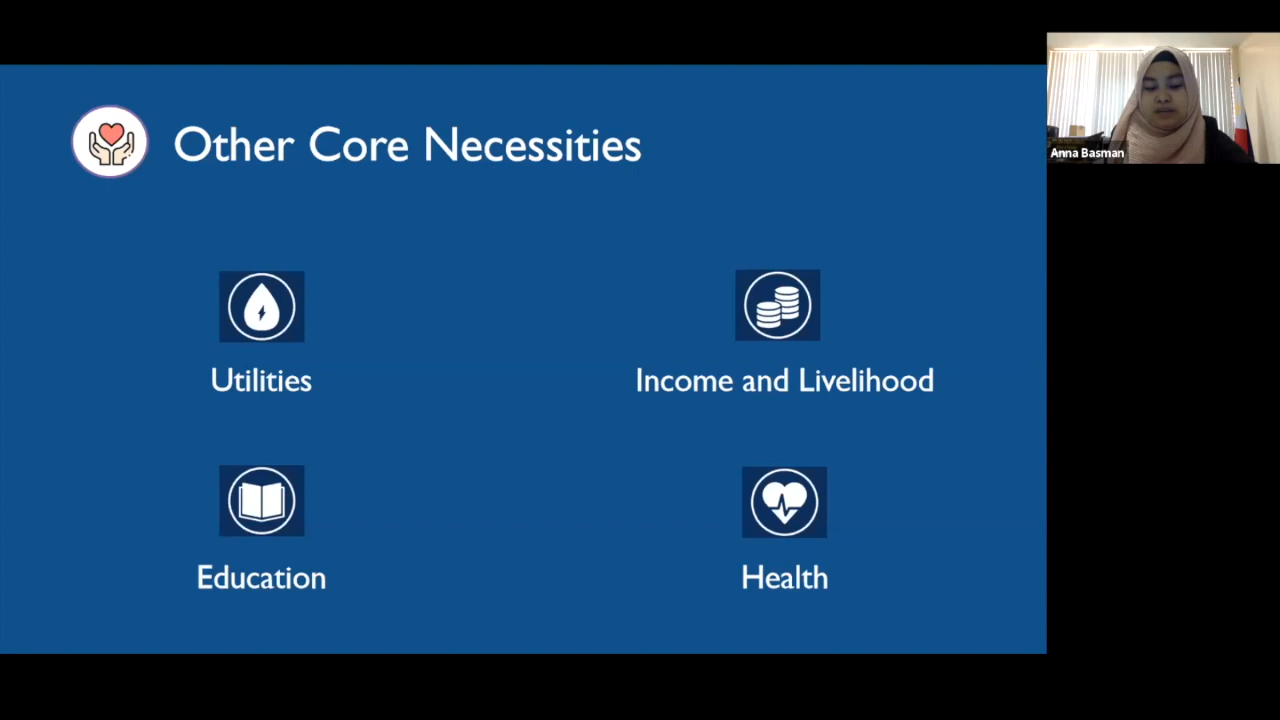 Other Core Necessities
Anna Basman
Utilities
Income and Livelihood
Education
Health